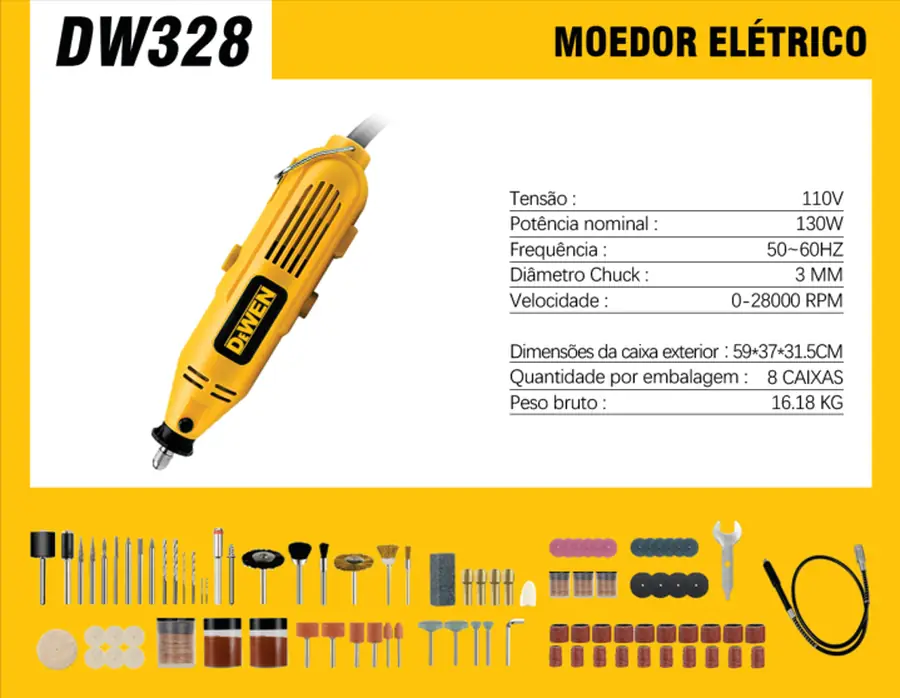 DW328
MOEDOR ELÉTRICO
Tensão : 110V
Potência nominal : 130W
Frequência : 50~60HZ
Diâmetro Chuck : 3 MM
Velocidade : 0-28000 RPM
Dimensões da caixa exterior : 59*37*31.5CM
Quantidade por embalagem : 8 CAIXAS
Peso bruto : 16.18 KG
DEWEN